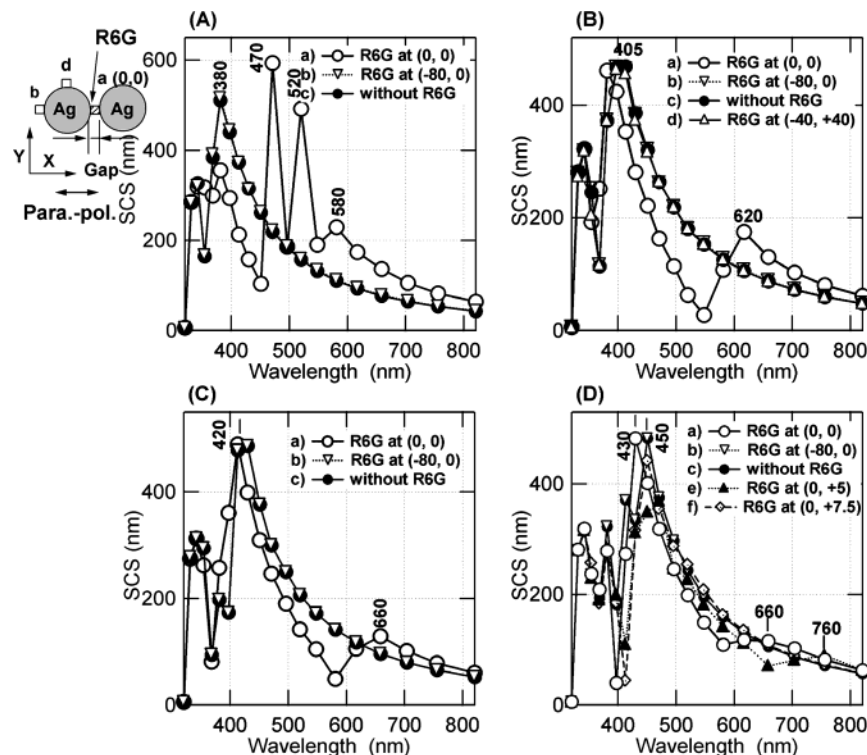 R6G
d
b
a (0,0)
Ag
Ag
Y
X
Gap
Para.-pol.
(A)
SCS (nm)
600
400
200
0
380
470
520
580
a) R6G at (0, 0)
b) R6G at (-80, 0)
c) without R6G
400 500 600 700 800
Wavelength (nm)
(B)
SCS (nm)
400
200
0
405
620
a) R6G at (0, 0)
b) R6G at (-80, 0)
c) without R6G
d) R6G at (-40, +40)
400 500 600 700 800
Wavelength (nm)
(C)
SCS (nm)
400
200
0
420
660
a) R6G at (0, 0)
b) R6G at (-80, 0)
c) without R6G
400 500 600 700 800
Wavelength (nm)
(D)
SCS (nm)
400
200
0
430
450
660
760
a) R6G at (0, 0)
b) R6G at (-80, 0)
c) without R6G
e) R6G at (0, +5)
f) R6G at (0, +7.5)
400 500 600 700 800
Wavelength (nm)